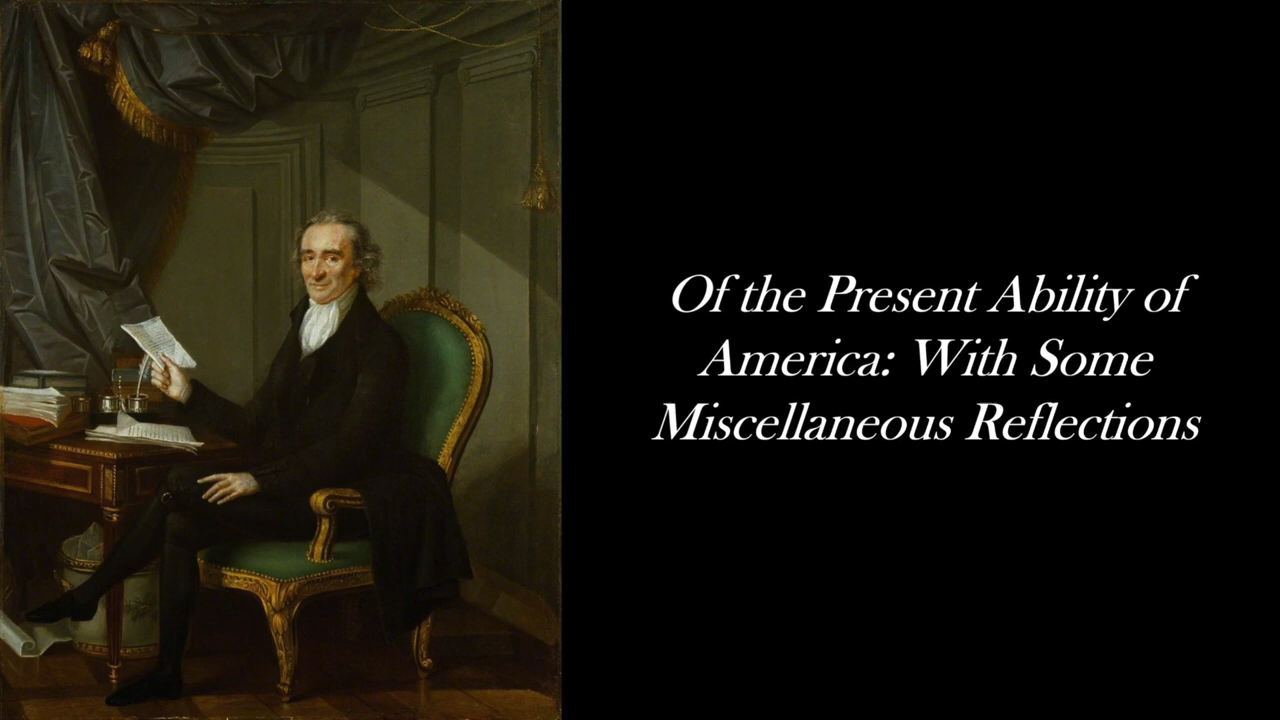 Of the Present Ability of
America: With Some
Miscellaneous Reflections